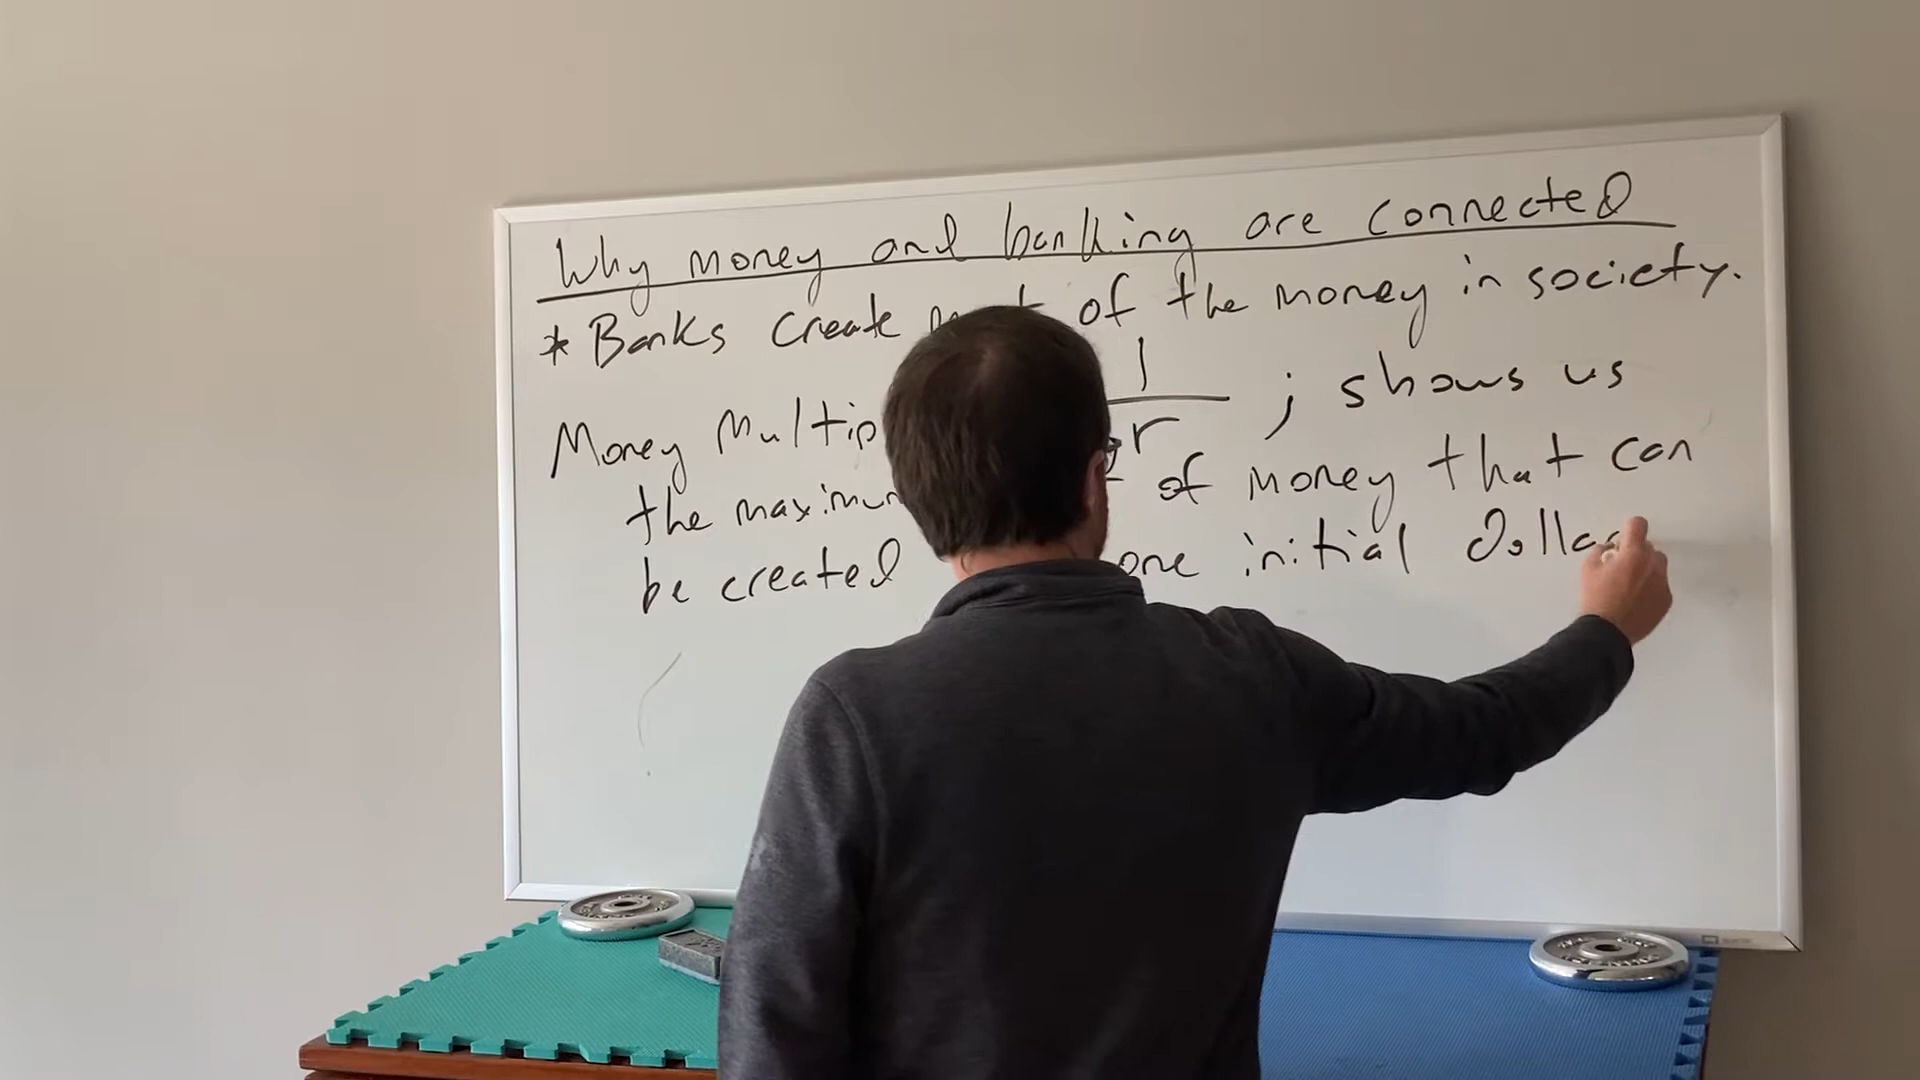 Why money and banking are connected
* Banks create of the money in society.
Money Multip 1 ; shows us
r
the maximum of money that can
be created one initial dolla